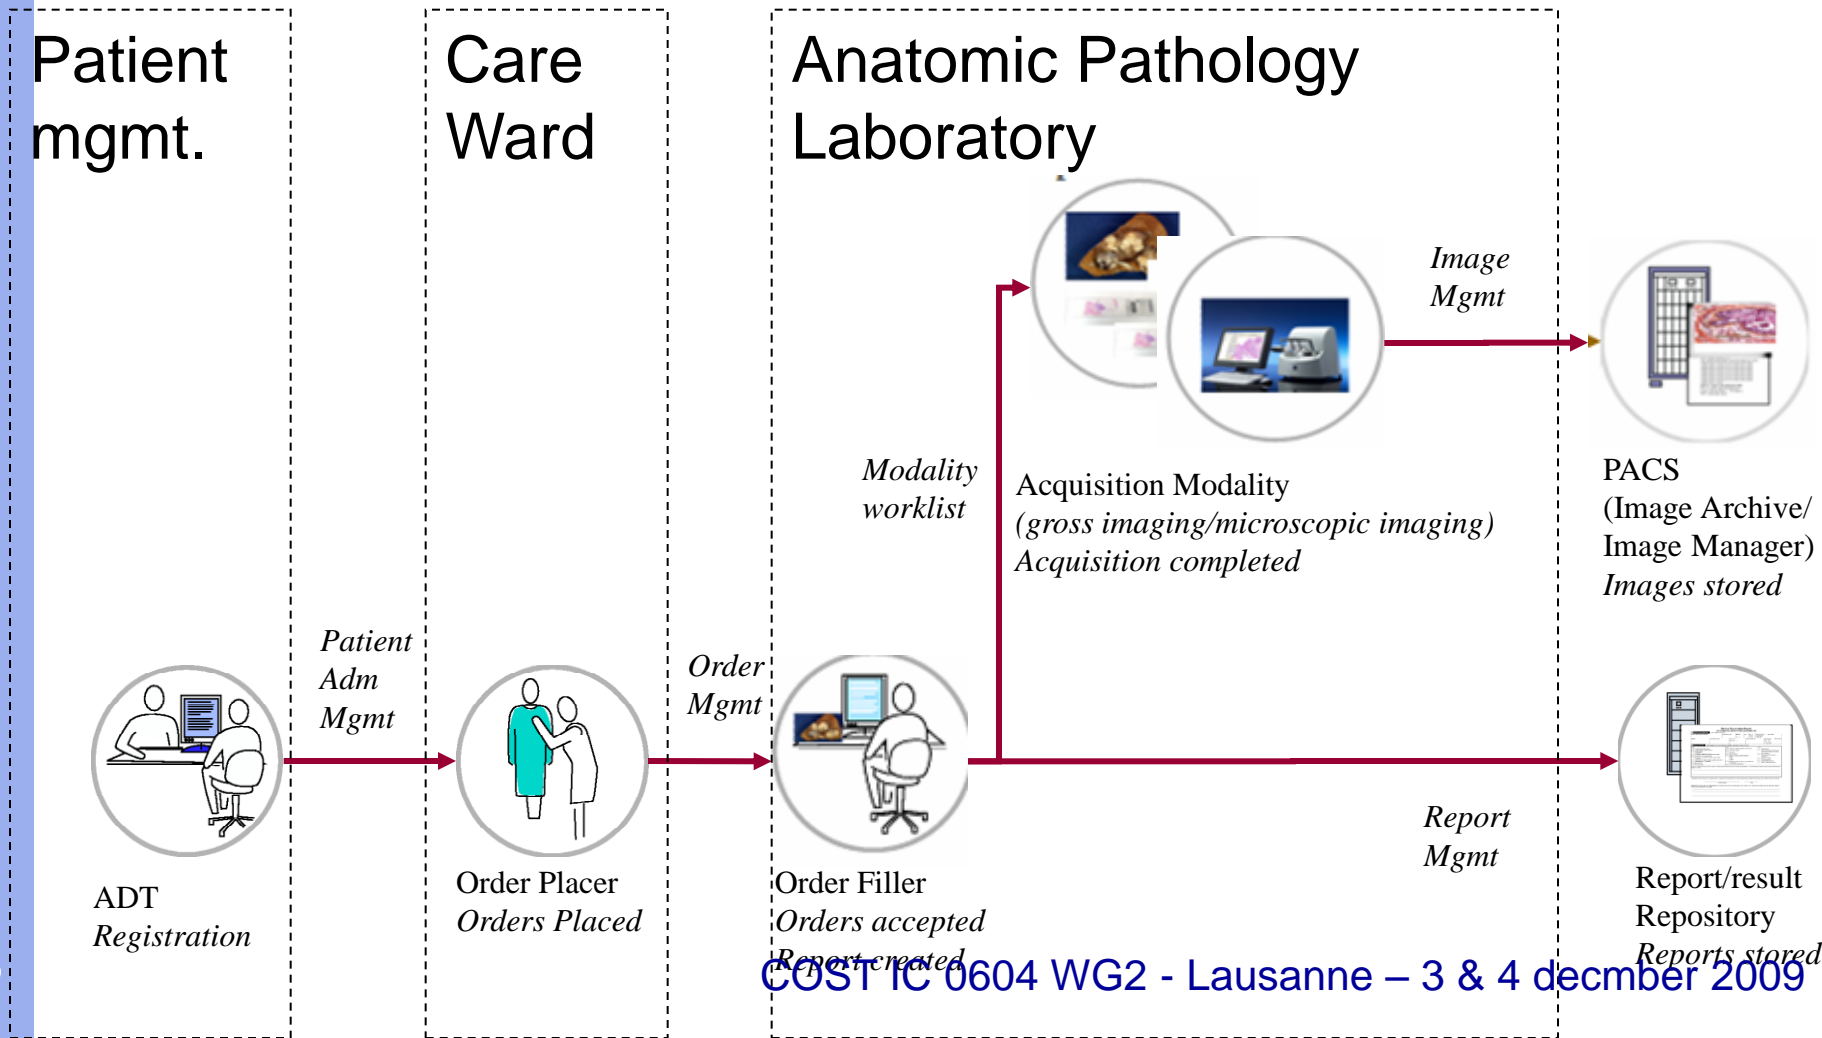 Patient
mgmt.
Care
Ward
Anatomic Pathology
Laboratory
Image
Mgmt
Modality
worklist
Acquisition Modality
(gross imaging/microscopic imaging)
Acquisition completed
PACS
(Image Archive/
Image Manager)
Images stored
Patient
Adm
Mgmt
Order
Mgmt
Report
Mgmt
ADT
Registration
Order Placer
Orders Placed
Order Filler
Orders accepted
Report created
Report/result
Repository
Reports stored
COST IC 0604 WG2 - Lausanne – 3 & 4 decmber 2009